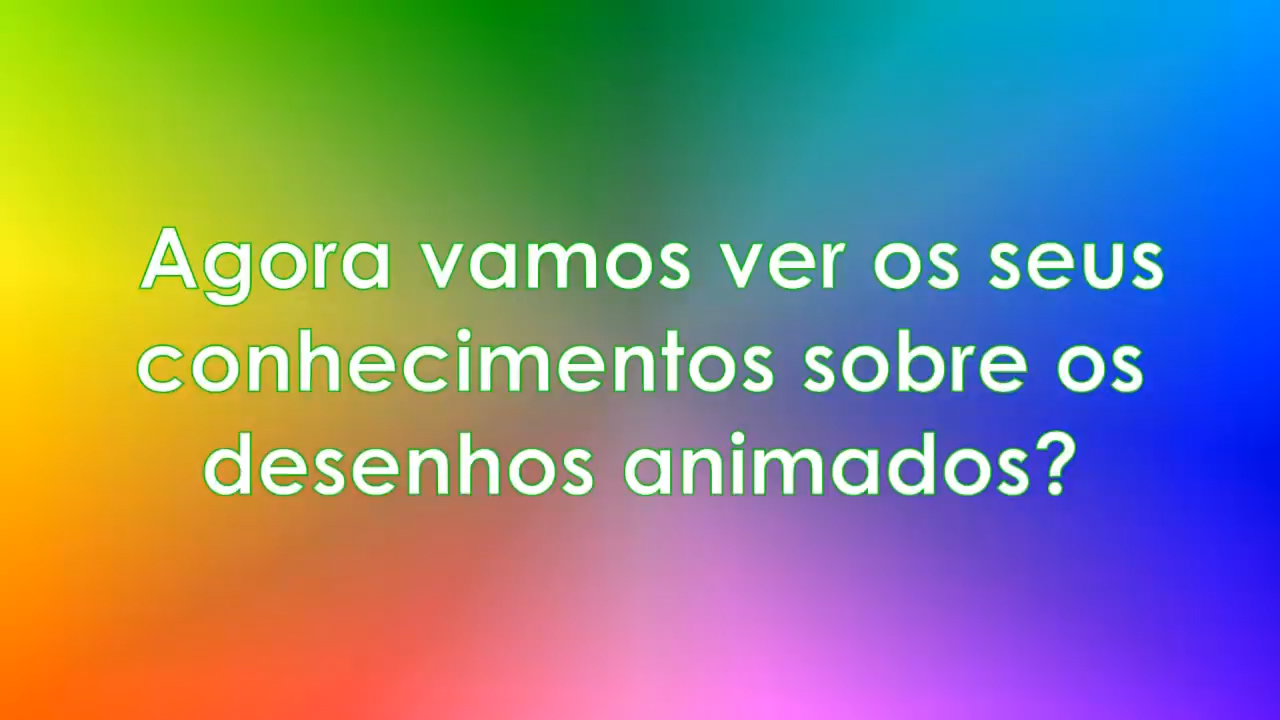 Agora vamos ver os seus
conhecimentos sobre os
desenhos animados?